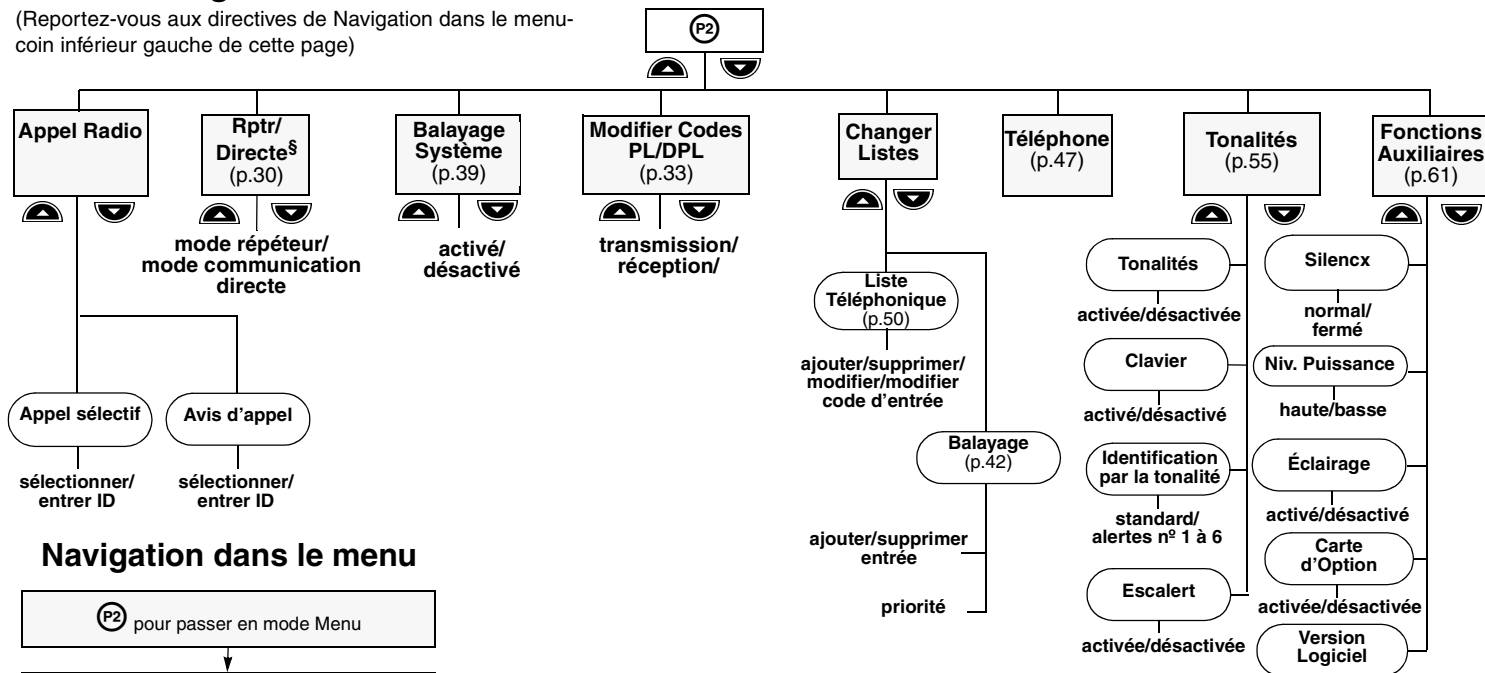 (Reportez-vous aux directives de Navigation dans le menu-
coin inférieur gauche de cette page)
P2
Appel Radio
Rptr/
Directe§
(p.30)
mode répéteur/
mode communication
directe
Balayage
Système
(p.39)
activé/
désactivé
Modifier Codes
PL/DPL
(p.33)
transmission/
réception/
Changer
Listes
Téléphone
(p.47)
Tonalités
(p.55)
Fonctions
Auxiliaires
(p.61)
Appel sélectif
sélectionner/
entrer ID
Avis d'appel
sélectionner/
entrer ID
Liste
Téléphonique
(p.50)
ajouter/supprimer/
modifier/modifier
code d'entrée
Balayage
(p.42)
ajouter/supprimer
entrée
priorité
Tonalités
activée/désactivée
Clavier
activé/désactivé
Identification
par la tonalité
standard/
alertes nº 1 à 6
Escalert
activée/désactivée
Silencx
normal/
fermé
Niv. Puissance
haute/basse
Éclairage
activé/désactivé
Carte
d'Option
activée/désactivée
Version
Logiciel
Navigation dans le menu
P2 pour passer en mode Menu